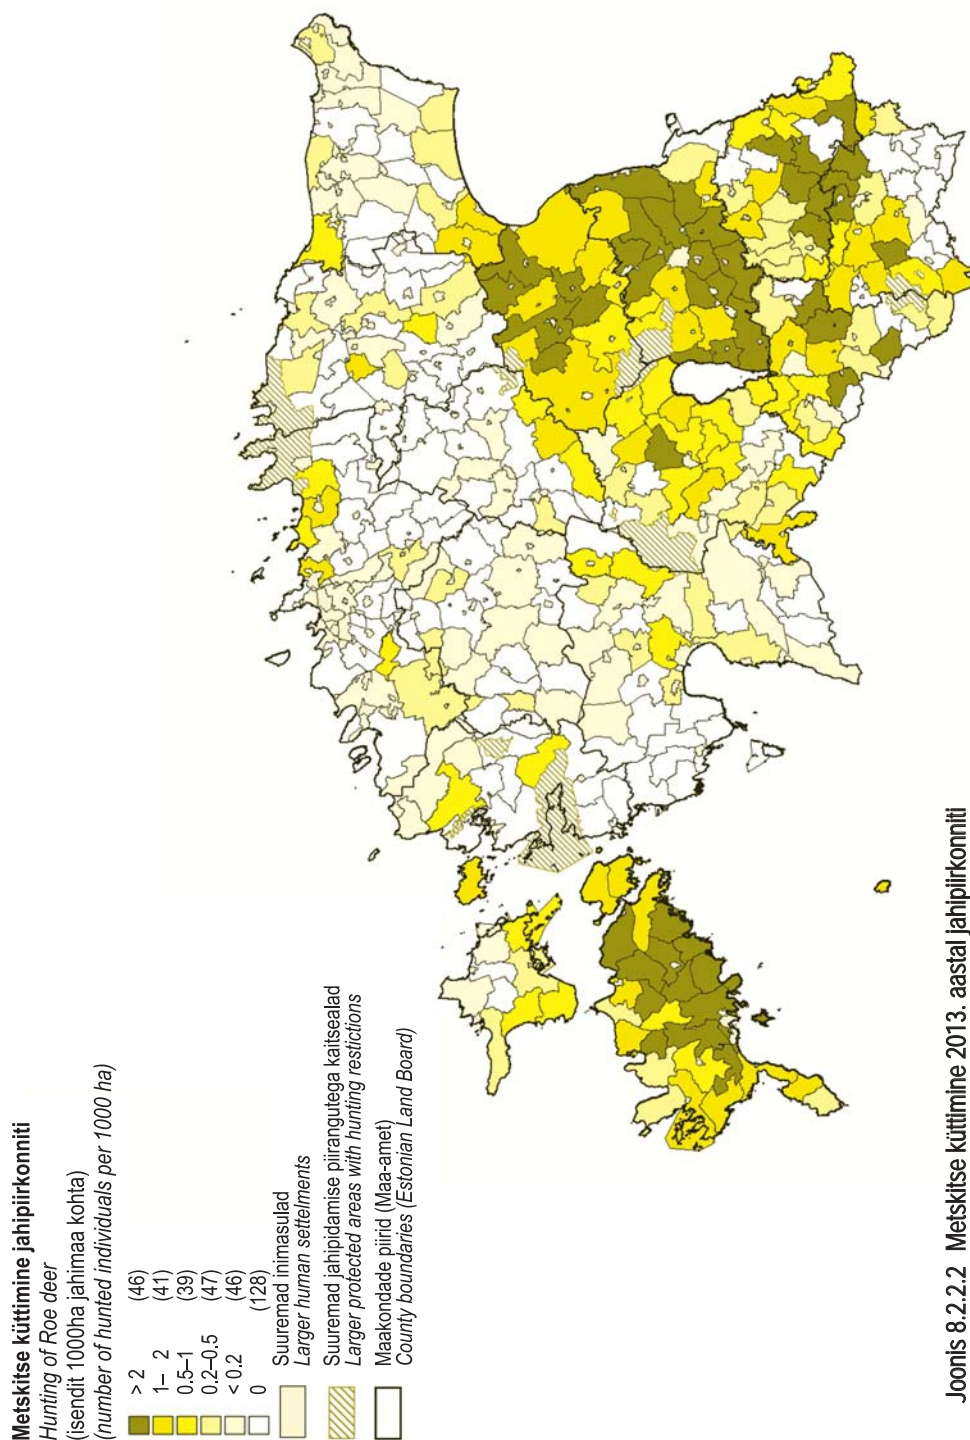 Metskitse küttimine jahipiirkonniti
Hunting of Roe deer
(isendit 1000ha jahimaa kohta)
(number of hunted individuals per 1000 ha)
> 2 (46)
1– 2 (41)
0.5–1 (39)
0.2–0.5 (47)
< 0.2 (46)
0 (128)
Suuremad inimasulad
Larger human settelments
Suuremad jahipidamise piirangutega kaitsealad
Larger protected areas with hunting restictions
Maakondade piirid (Maa-amet)
County boundaries (Estonian Land Board)
Joonis 8.2.2.2 Metskitse küttimine 2013. aastal jahipiirkonniti